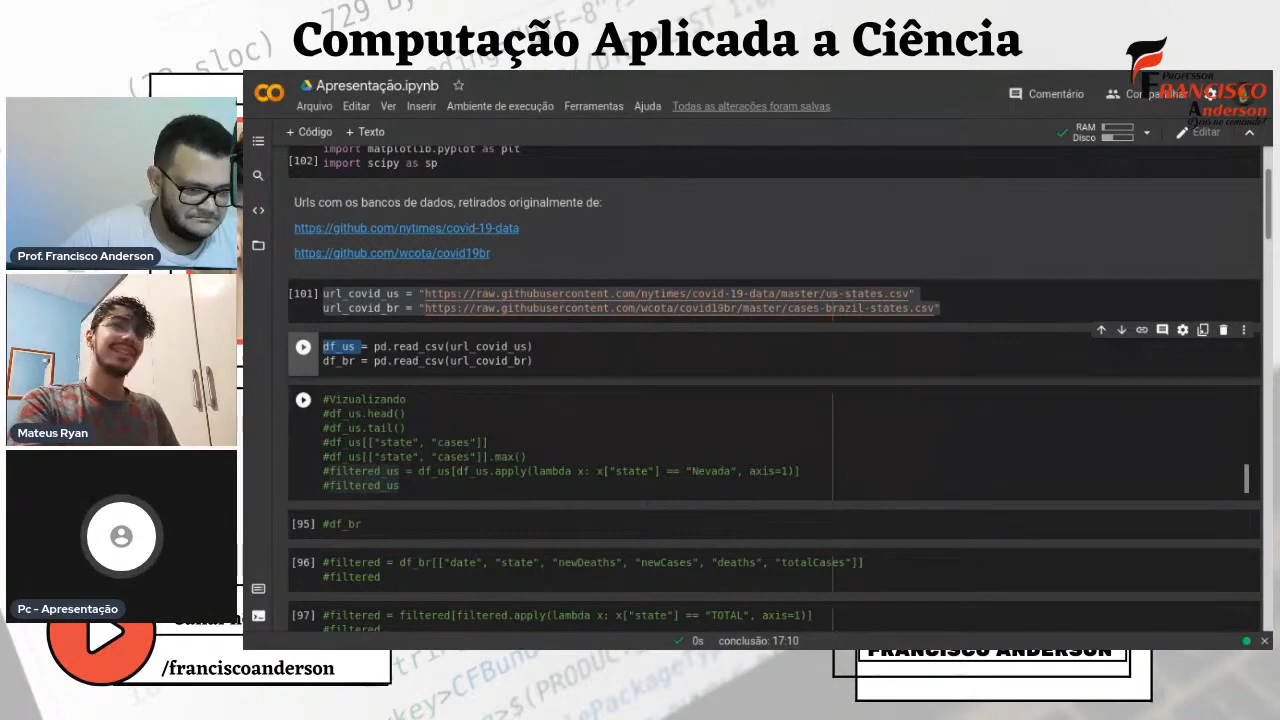 Computação Aplicada a Ciência
PROFESSOR
FRANCISCO
Anderson
Deus no comando!
Apresentação.ipynb
Arquivo Editar Ver Inserir Ambiente de execução Ferramentas Ajuda Todas as alterações foram salvas
Comentário
+ Código + Texto
RAM
Disco
Editar
import matplotlib.pyplot as plt
[102] import scipy as sp
Urls com os bancos de dados, retirados originalmente de:
https://github.com/nytimes/covid-19-data
https://github.com/wcota/covid19br
[101] url_covid_us = "https://raw.githubusercontent.com/nytimes/covid-19-data/master/us-states.csv"
url_covid_br = "https://raw.githubusercontent.com/wcota/covid19br/master/cases-brazil-states.csv"
df_us = pd.read_csv(url_covid_us)
df_br = pd.read_csv(url_covid_br)
#Vizualizando
#df_us.head()
#df_us.tail()
#df_us[["state", "cases"]]
#df_us[["state", "cases"]].max()
#filtered_us = df_us[df_us.apply(lambda x: x["state"] == "Nevada", axis=1)]
#filtered_us
[95] #df_br
[96] #filtered = df_br[["date", "state", "newDeaths", "newCases", "deaths", "totalCases"]]
#filtered
[97] #filtered = filtered[filtered.apply(lambda x: x["state"] == "TOTAL", axis=1)]
#filtered
0s conclusão: 17:10
Prof. Francisco Anderson
Mateus Ryan
Pc - Apresentação
/franciscoanderson
FRANCISCO ANDERSON